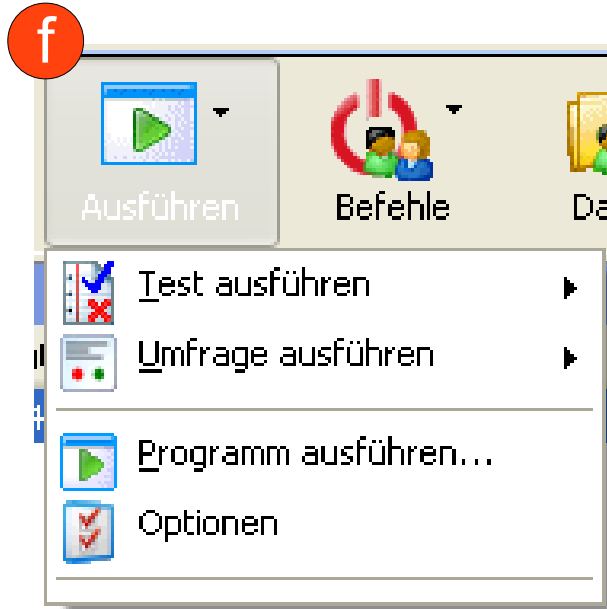 f
Ausführen
Befehle
Da
Test ausführen
Umfrage ausführen
Programm ausführen...
Optionen